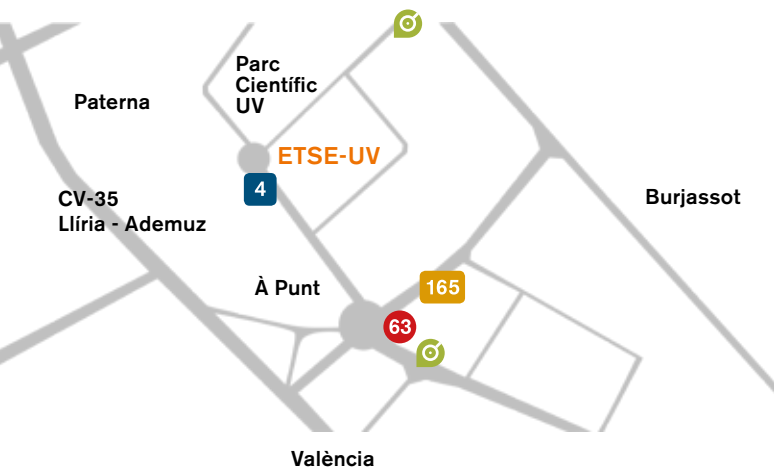 Parc
Científic
UV
Paterna
ETSE-UV
4
CV-35
Llíria - Ademuz
Burjassot
À Punt
165
63
València